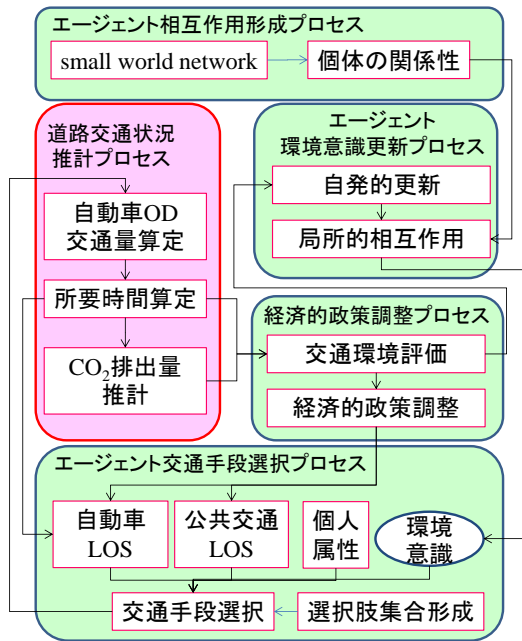 エージェント相互作用形成プロセス
small world network
個体の関係性
道路交通状況
推計プロセス
自動車OD
交通量算定
所要時間算定
CO₂排出量
推計
エージェント
環境意識更新プロセス
自発的更新
局所的相互作用
経済的政策調整プロセス
交通環境評価
経済的政策調整
エージェント交通手段選択プロセス
自動車
LOS
公共交通
LOS
個人
属性
環境
意識
交通手段選択
選択肢集合形成